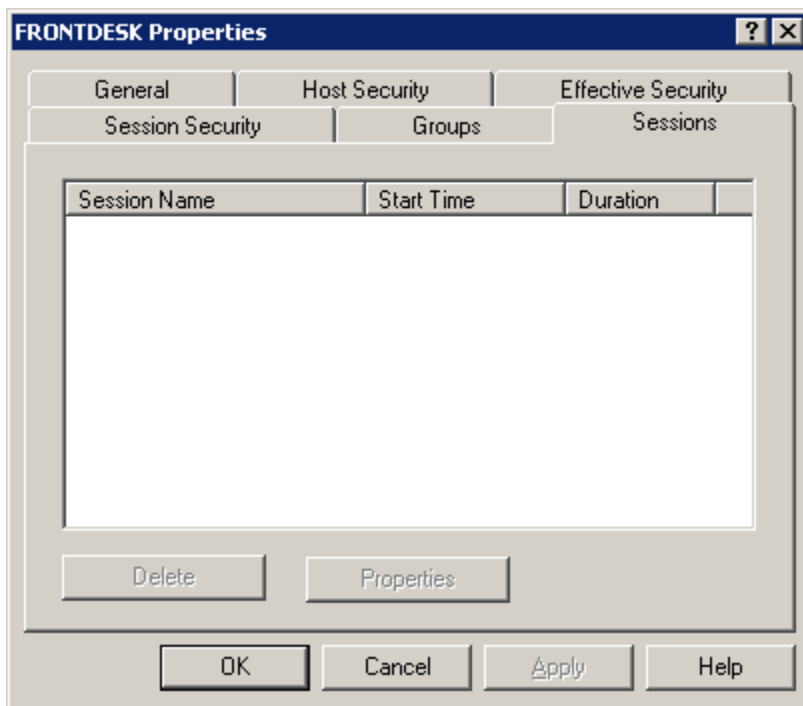 FRONTDESK Properties
General Host Security Effective Security
Session Security Groups Sessions
Session Name Start Time Duration
Delete Properties
OK Cancel Apply Help